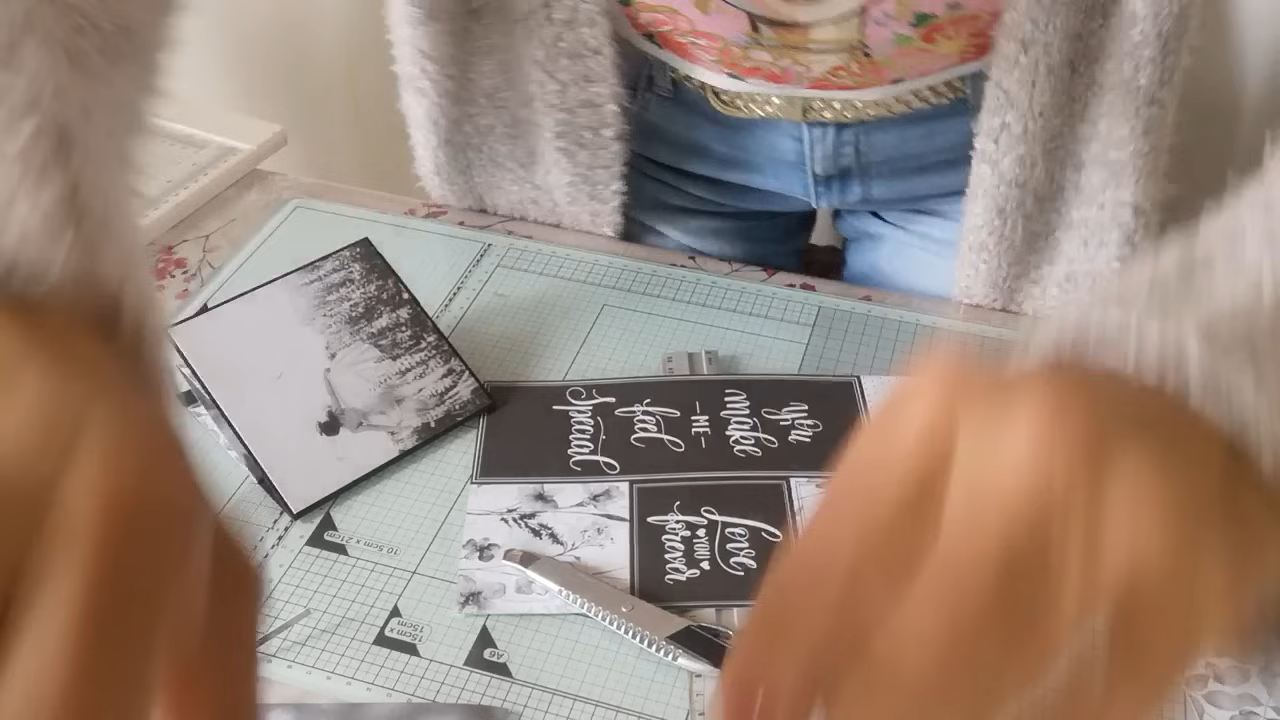 you
make
-ME-
feel
special
love
♥YOU♥
forever
10.5cm x 21cm
15cm x
15cm
A6